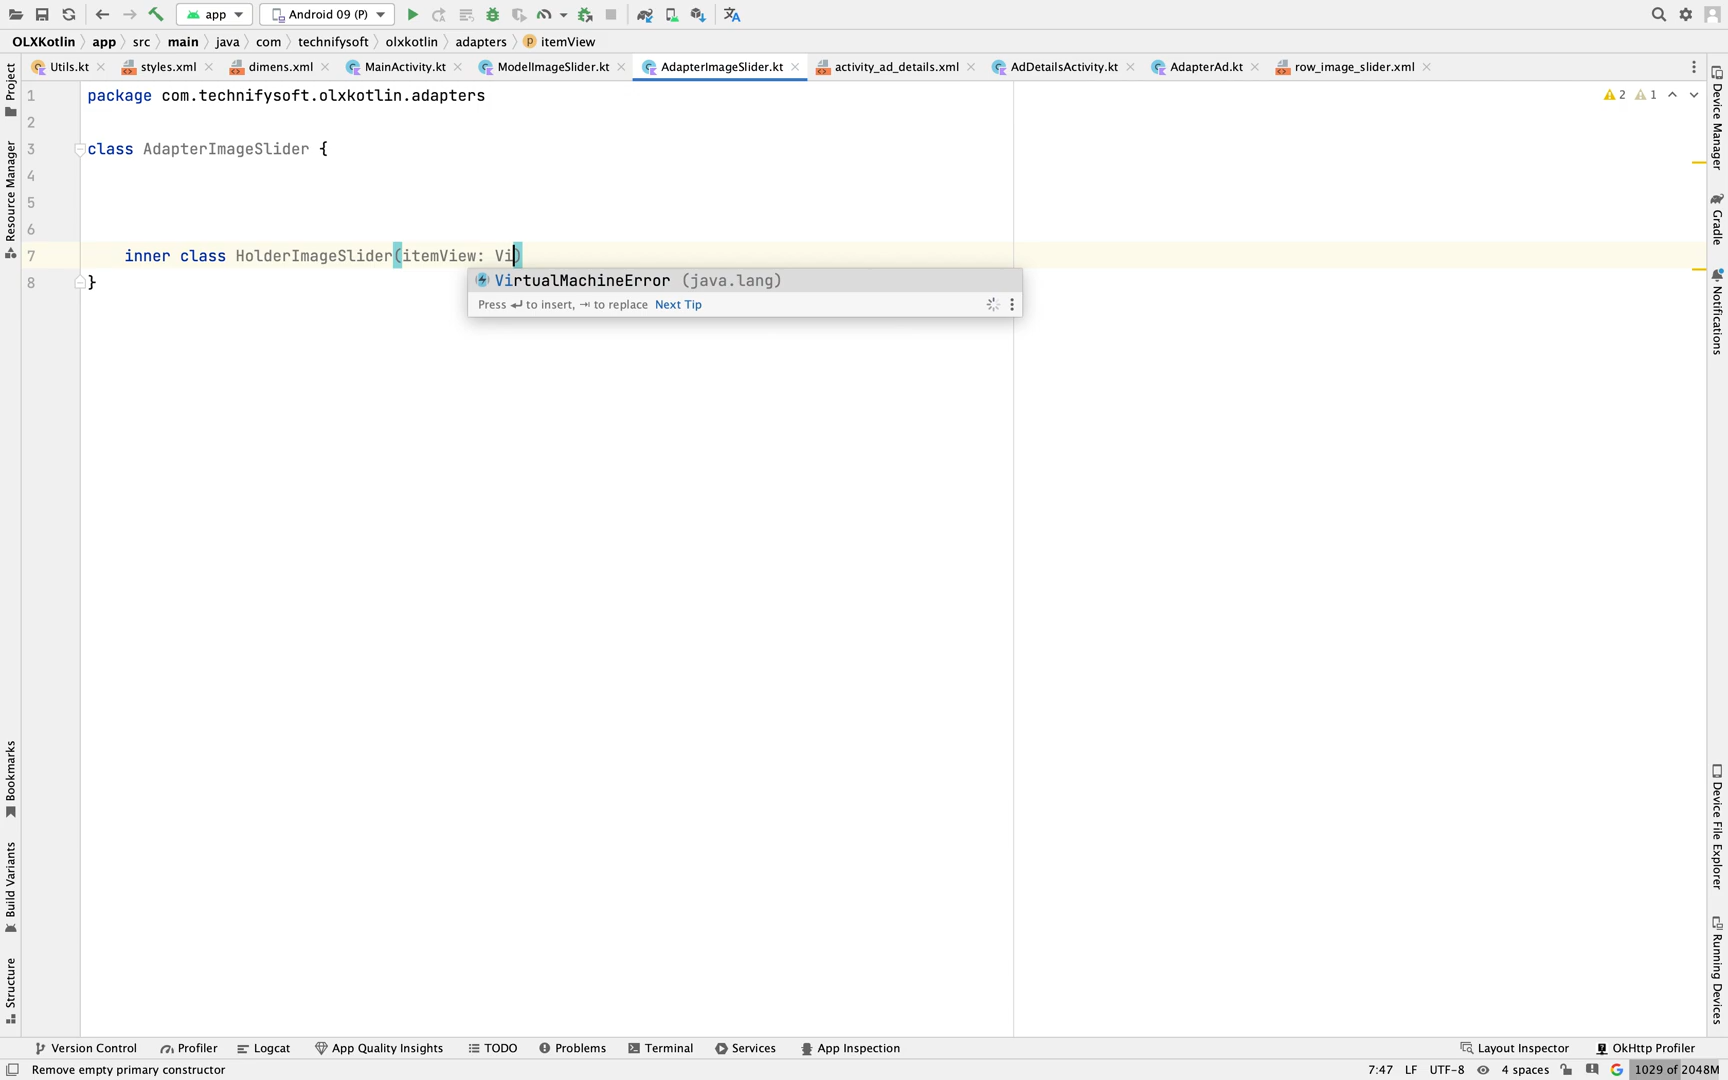 app
Android 09 (P)
OLXKotlin
app
src
main
java
com
technifysoft
olxkotlin
adapters
itemView
Utils.kt
styles.xml
dimens.xml
MainActivity.kt
ModelImageSlider.kt
AdapterImageSlider.kt
activity_ad_details.xml
AdDetailsActivity.kt
AdapterAd.kt
row_image_slider.xml
1 package com.technifysoft.olxkotlin.adapters
2
3 class AdapterImageSlider {
4
5
6
7 inner class HolderImageSlider(itemView: Vi)
8 }
2 1
VirtualMachineError (java.lang)
Press ↵ to insert, ⇥ to replace Next Tip
Project
Resource Manager
Bookmarks
Build Variants
Structure
Device Manager
Gradle
Notifications
Device File Explorer
Running Devices
Version Control
Profiler
Logcat
App Quality Insights
TODO
Problems
Terminal
Services
App Inspection
Layout Inspector
OkHttp Profiler
Remove empty primary constructor
7:47 LF UTF-8 4 spaces 1029 of 2048M